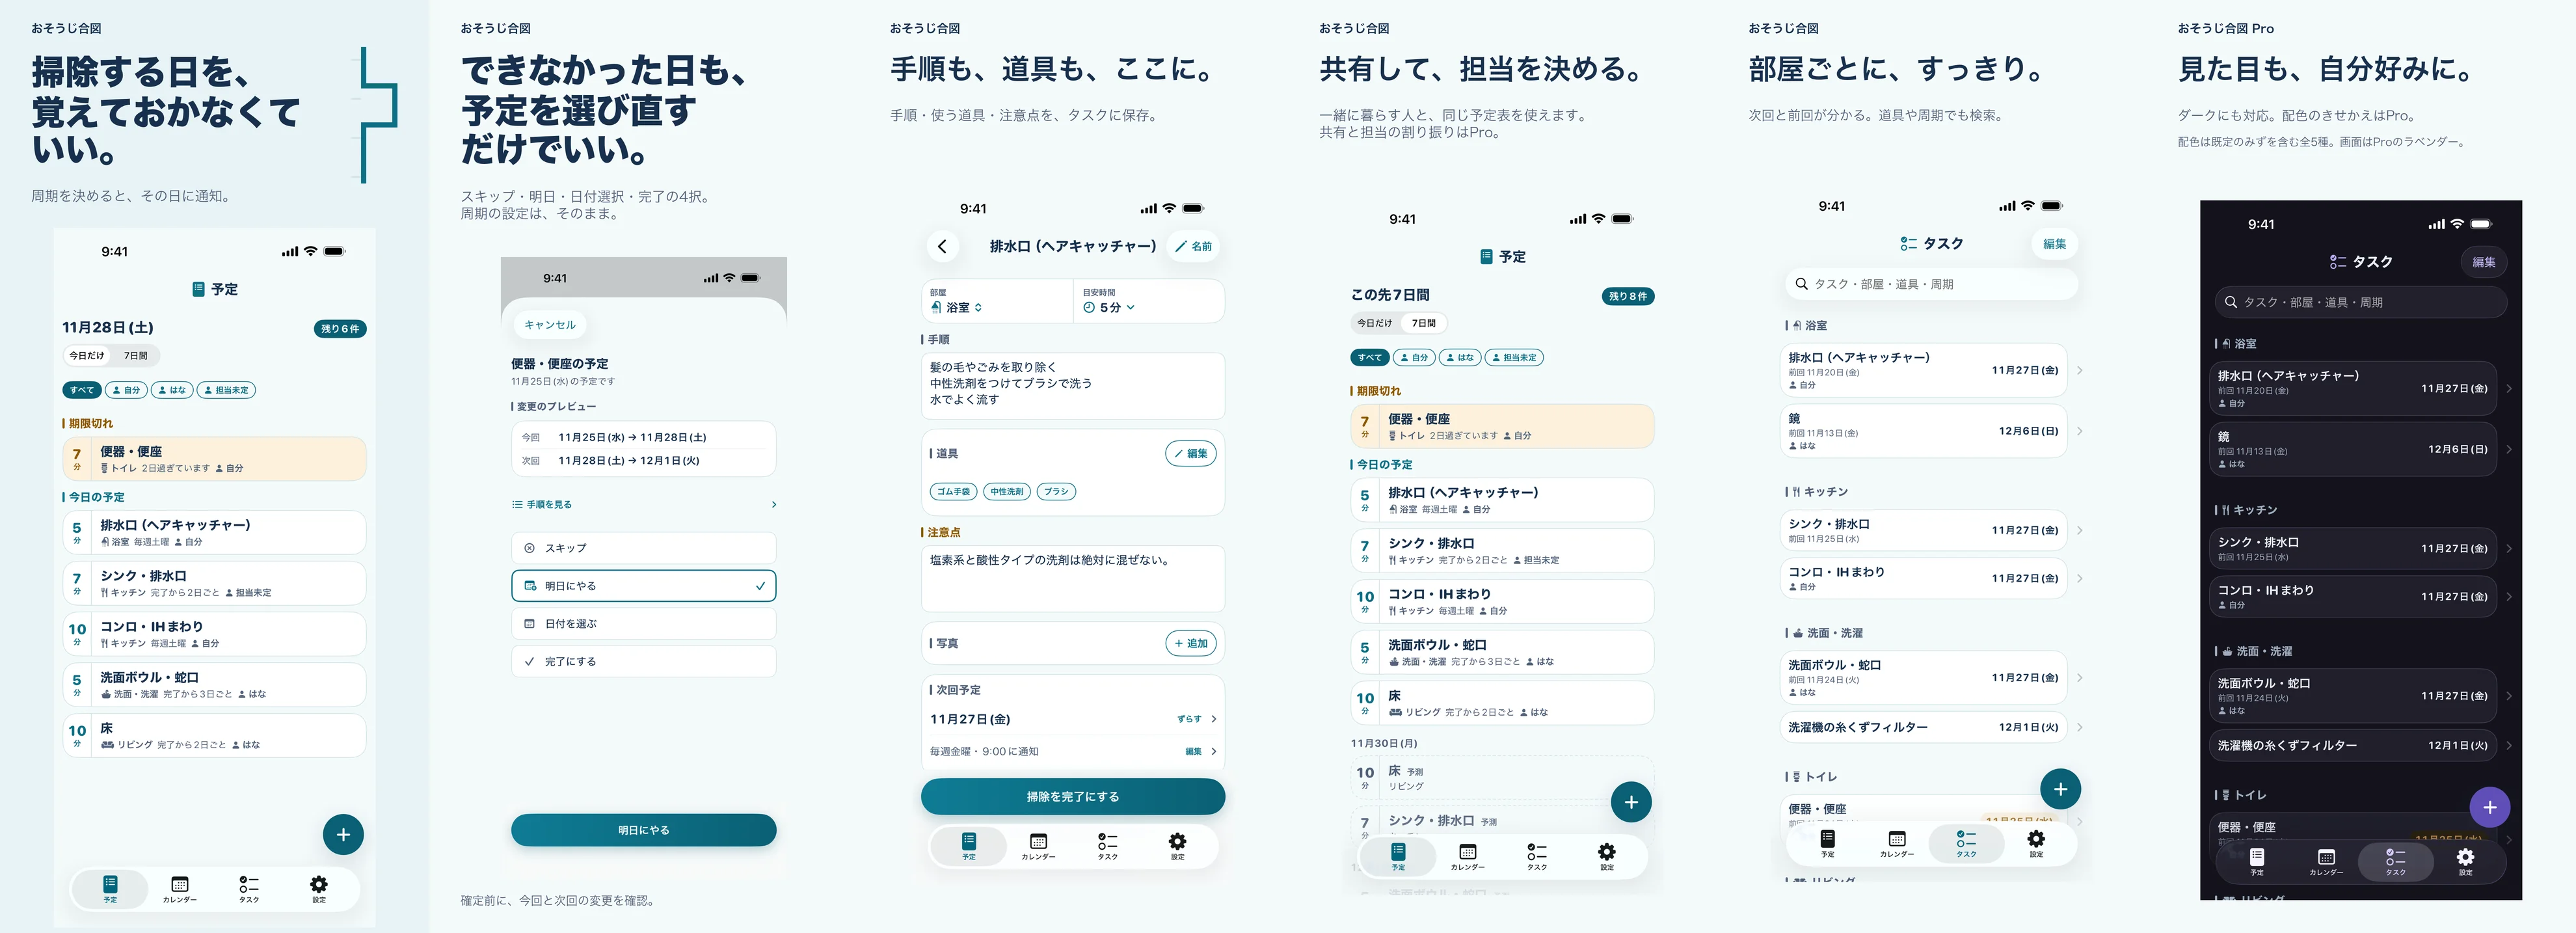 おそうじ合図
掃除する日を、
覚えておかなくて
いい。
周期を決めると、その日に通知。
9:41
予定
11月28日(土)
残り6件
今日だけ 7日間
すべて 自分 はな 担当未定
期限切れ
7分 便器・便座
トイレ 2日過ぎています 自分
今日の予定
5分 排水口（ヘアキャッチャー）
浴室 毎週土曜 自分
7分 シンク・排水口
キッチン 完了から2日ごと 担当未定
10分 コンロ・IHまわり
キッチン 毎週土曜 自分
5分 洗面ボウル・蛇口
洗面・洗濯 完了から3日ごと はな
10分 床
リビング 完了から2日ごと はな
+
予定 カレンダー タスク 設定
おそうじ合図
できなかった日も、
予定を選び直す
だけでいい。
スキップ・明日・日付選択・完了の4択。
周期の設定は、そのまま。
9:41
キャンセル
便器・便座の予定
11月25日(水)の予定です
変更のプレビュー
今回 11月25日(水)→11月28日(土)
次回 11月28日(土)→12月1日(火)
手順を見る
スキップ
明日にやる
日付を選ぶ
完了にする
明日にやる
確定前に、今回と次回の変更を確認。
おそうじ合図
手順も、道具も、ここに。
手順・使う道具・注意点を、タスクに保存。
9:41
排水口（ヘアキャッチャー）
名前
部屋
浴室
目安時間
5分
手順
髪の毛やごみを取り除く
中性洗剤をつけてブラシで洗う
水でよく流す
道具
編集
ゴム手袋 中性洗剤 ブラシ
注意点
塩素系と酸性タイプの洗剤は絶対に混ぜない。
写真
+ 追加
次回予定
11月27日(金) ずらす
毎週金曜・9:00に通知 編集
掃除を完了にする
予定 カレンダー タスク 設定
おそうじ合図
共有して、担当を決める。
一緒に暮らす人と、同じ予定表を使えます。
共有と担当の割り振りはPro。
9:41
予定
この先7日間
残り8件
今日だけ 7日間
すべて 自分 はな 担当未定
期限切れ
7分 便器・便座
トイレ 2日過ぎています 自分
今日の予定
5分 排水口（ヘアキャッチャー）
浴室 毎週土曜 自分
7分 シンク・排水口
キッチン 完了から2日ごと 担当未定
10分 コンロ・IHまわり
キッチン 毎週土曜 自分
5分 洗面ボウル・蛇口
洗面・洗濯 完了から3日ごと はな
10分 床
リビング 完了から2日ごと はな
11月30日(月)
10分 床 予測
リビング
7分 シンク・排水口 予測
+
予定 カレンダー タスク 設定
おそうじ合図
部屋ごとに、すっきり。
次回と前回が分かる。道具や周期でも検索。
9:41
タスク
編集
タスク・部屋・道具・周期
浴室
排水口（ヘアキャッチャー）
前回 11月20日(金)
自分
11月27日(金)
鏡
前回 11月13日(金)
はな
12月6日(日)
キッチン
シンク・排水口
前回 11月25日(水)
11月27日(金)
コンロ・IHまわり
自分
11月27日(金)
洗面・洗濯
洗面ボウル・蛇口
前回 11月24日(火)
はな
11月27日(金)
洗濯機の糸くずフィルター
12月1日(火)
トイレ
便器・便座
11月25日(水)
+
予定 カレンダー タスク 設定
リビング
おそうじ合図 Pro
見た目も、自分好みに。
ダークにも対応。配色のきせかえはPro。
配色は既定のみずを含む全5種。画面はProのラベンダー。
9:41
タスク
編集
タスク・部屋・道具・周期
浴室
排水口（ヘアキャッチャー）
前回 11月20日(金)
自分
11月27日(金)
鏡
前回 11月13日(金)
はな
12月6日(日)
キッチン
シンク・排水口
前回 11月25日(水)
11月27日(金)
コンロ・IHまわり
自分
11月27日(金)
洗面・洗濯
洗面ボウル・蛇口
前回 11月24日(火)
はな
11月27日(金)
洗濯機の糸くずフィルター
12月1日(火)
トイレ
便器・便座
11月25日(水)
+
予定 カレンダー タスク 設定
リビング